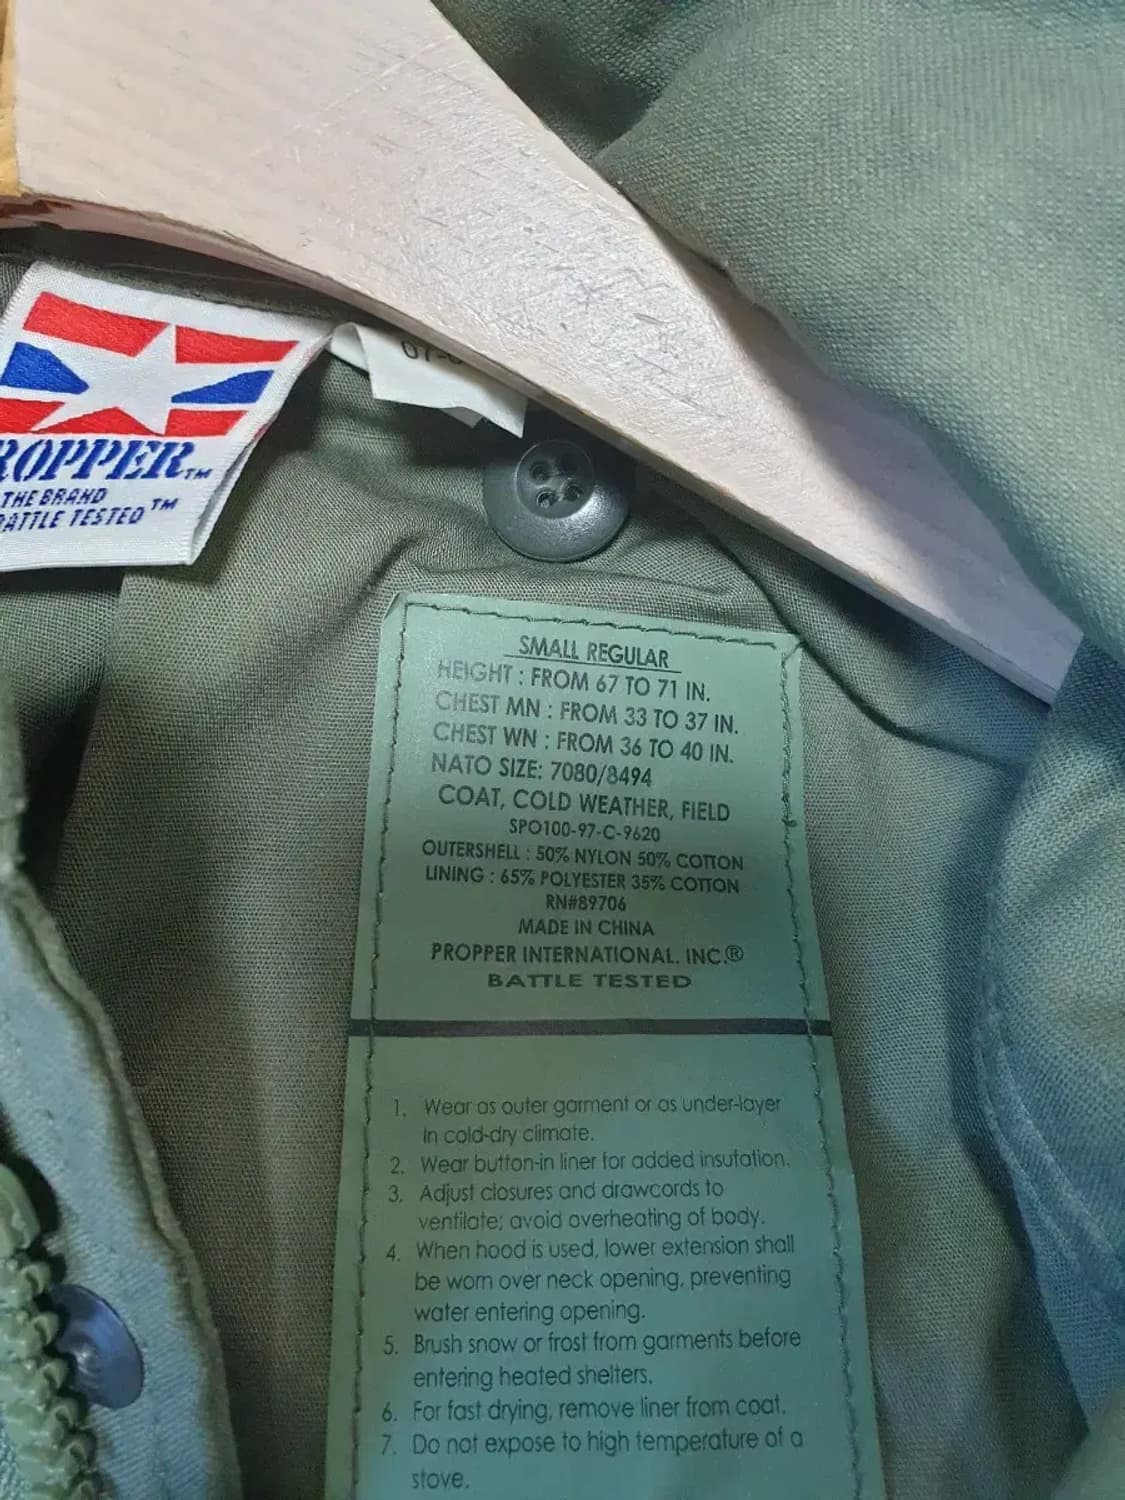 PROPPER™
THE BRAND
BATTLE TESTED™
07-
SMALL REGULAR
HEIGHT : FROM 67 TO 71 IN.
CHEST MN : FROM 33 TO 37 IN.
CHEST WN : FROM 36 TO 40 IN.
NATO SIZE: 7080/8494
COAT, COLD WEATHER, FIELD
SPO100-97-C-9620
OUTERSHELL : 50% NYLON 50% COTTON
LINING : 65% POLYESTER 35% COTTON
RN#89706
MADE IN CHINA
PROPPER INTERNATIONAL. INC.®
BATTLE TESTED
1. Wear as outer garment or as under-layer
in cold-dry climate.
2. Wear button-in liner for added insufation.
3. Adjust closures and drawcords to
ventilate; avoid overheating of body.
4. When hood is used, lower extension shall
be worn over neck opening, preventing
water entering opening.
5. Brush snow or frost from garments before
entering heated shelters.
6. For fast drying, remove liner from coat.
7. Do not expose to high temperature of a
stove.